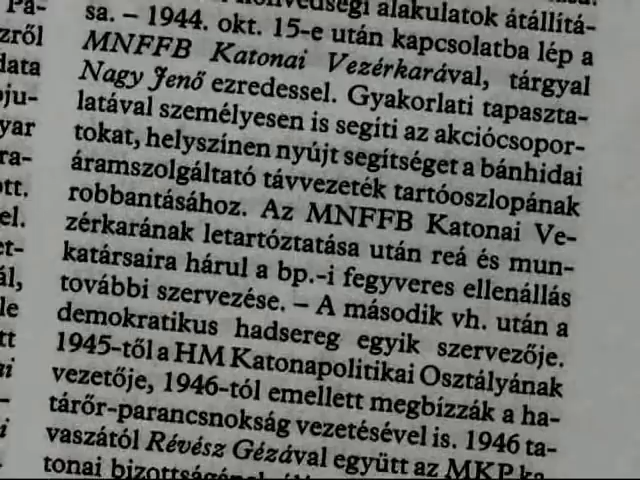 alakulatok átállítá-
sa. – 1944. okt. 15-e után kapcsolatba lép a
MNFFB Katonai Vezérkarával, tárgyal
Nagy Jenő ezredessel. Gyakorlati tapaszta-
latával személyesen is segíti az akciócsopor-
tokat, helyszínen nyújt segítséget a bánhidai
áramszolgáltató távvezeték tartóoszlopának
robbantásához. Az MNFFB Katonai Ve-
zérkarának letartóztatása után reá és mun-
katársaira hárul a bp.-i fegyveres ellenállás
további szervezése. – A második vh. után a
demokratikus hadsereg egyik szervezője.
1945-től a HM Katonapolitikai Osztályának
vezetője, 1946-tól emellett megbízzák a ha-
tárőr-parancsnokság vezetésével is. 1946 ta-
vaszától Révész Gézával együtt az MKP ka-
tonai